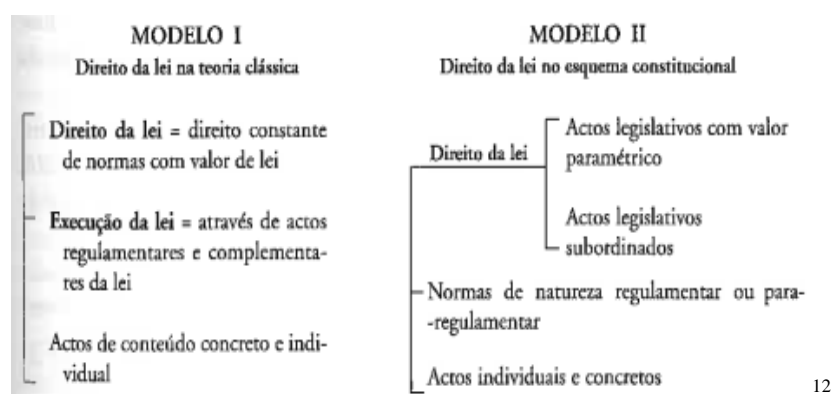 MODELO I
Direito da lei na teoria clássica
Direito da lei = direito constante
de normas com valor de lei
Execução da lei = através de actos
regulamentares e complementa-
res da lei
Actos de conteúdo concreto e indi-
vidual
MODELO II
Direito da lei no esquema constitucional
Direito da lei
Actos legislativos com valor
paramétrico
Actos legislativos
subordinados
Normas de natureza regulamentar ou para-
-regulamentar
Actos individuais e concretos
12